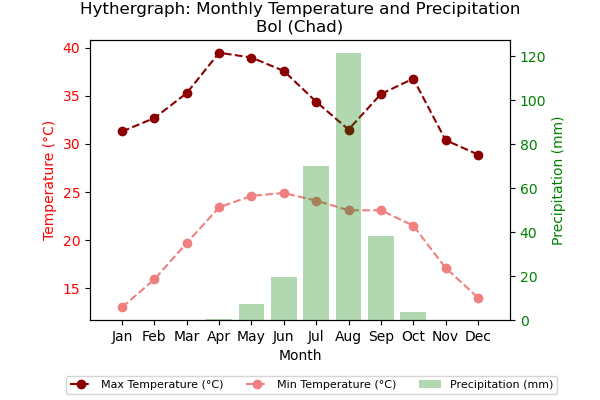 Hythergraph: Monthly Temperature and Precipitation
Bol (Chad)
40
35
30
25
20
15
Temperature (°C)
120
100
80
60
40
20
0
Precipitation (mm)
Jan Feb Mar Apr May Jun Jul Aug Sep Oct Nov Dec
Month
Max Temperature (°C) Min Temperature (°C) Precipitation (mm)